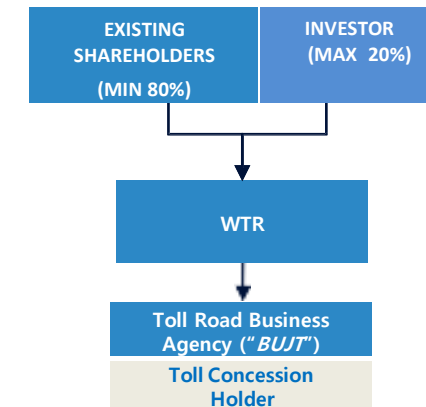 EXISTING
SHAREHOLDERS
(MIN 80%)
INVESTOR
(MAX 20%)
WTR
Toll Road Business
Agency ("BUJT")
Toll Concession
Holder